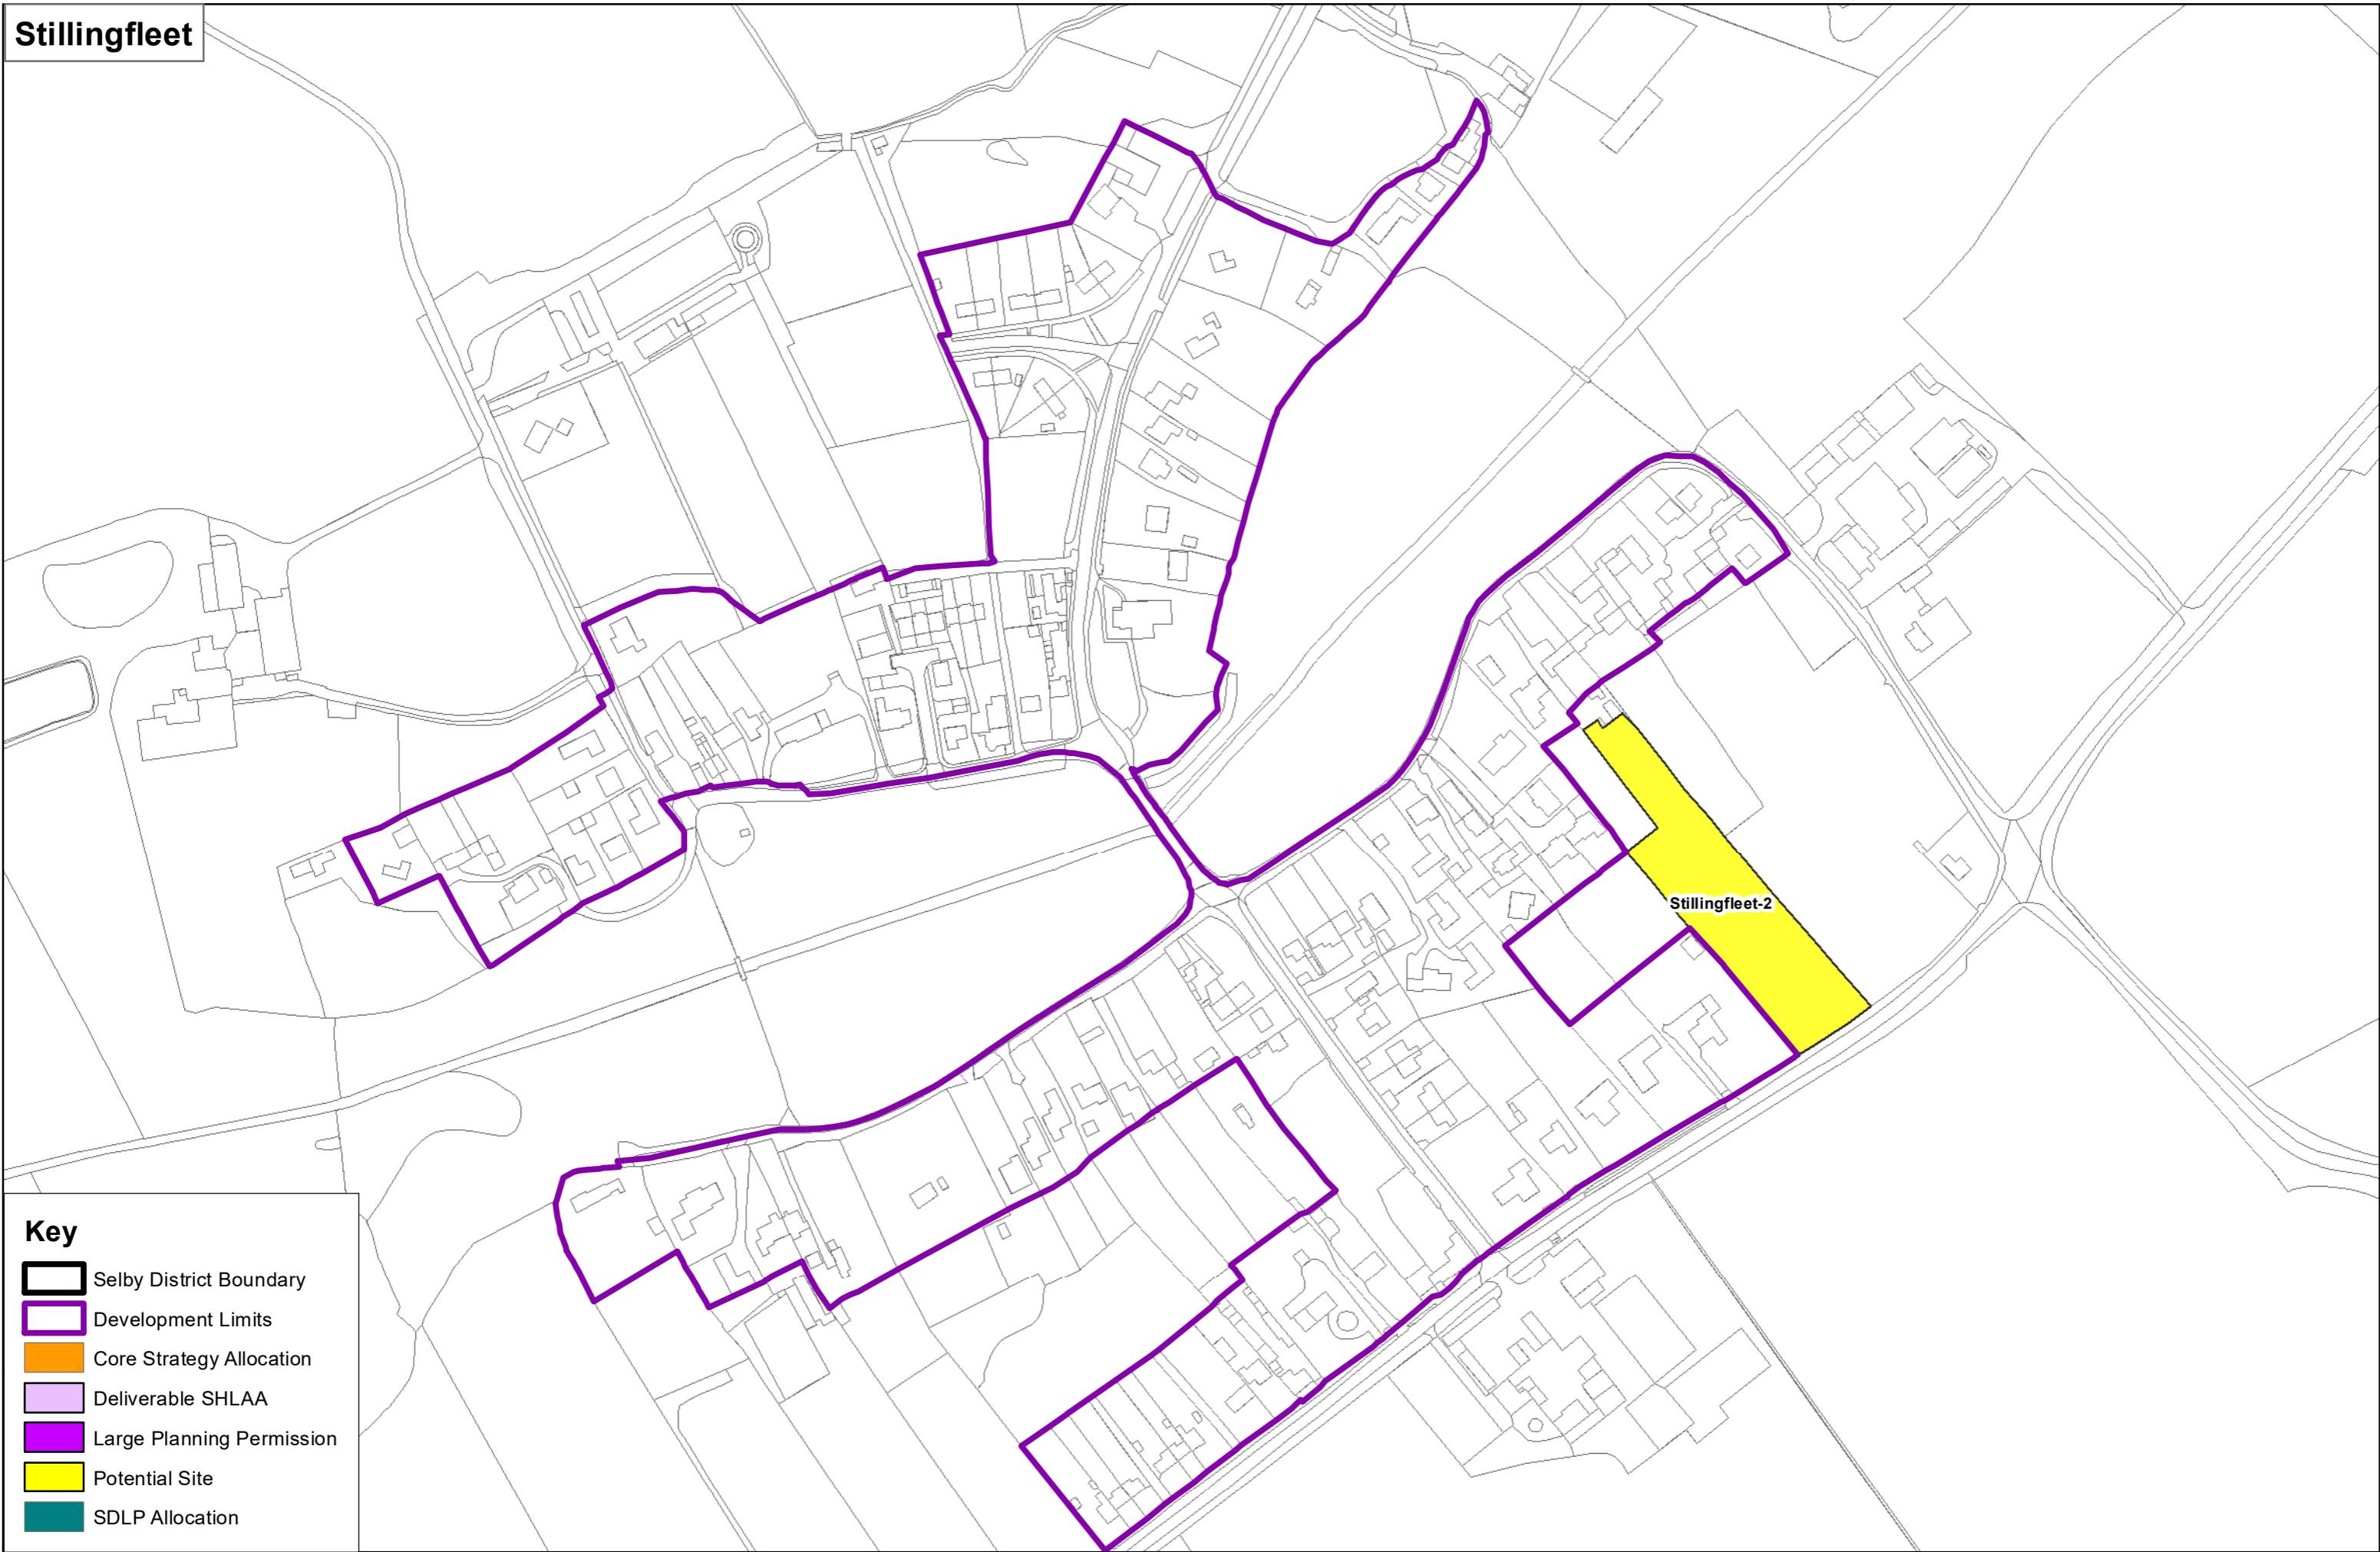 Stillingfleet
Stillingfleet-2
Key
Selby District Boundary
Development Limits
Core Strategy Allocation
Deliverable SHLAA
Large Planning Permission
Potential Site
SDLP Allocation